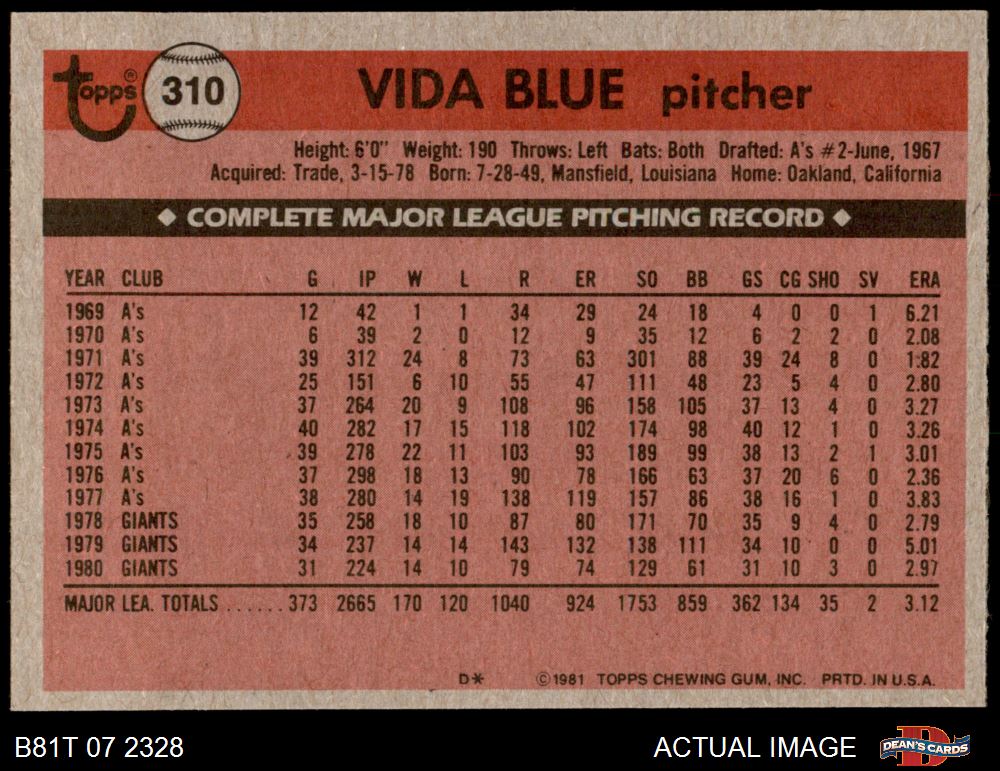 Topps® 310 VIDA BLUE pitcher
Height: 6'0" Weight: 190 Throws: Left Bats: Both Drafted: A's #2-June, 1967
Acquired: Trade, 3-15-78 Born: 7-28-49, Mansfield, Louisiana Home: Oakland, California
◆ COMPLETE MAJOR LEAGUE PITCHING RECORD ◆
YEAR CLUB G IP W L R ER SO BB GS CG SHO SV ERA
1969 A's 12 42 1 1 34 29 24 18 4 0 0 1 6.21
1970 A's 6 39 2 0 12 9 35 12 6 2 2 0 2.08
1971 A's 39 312 24 8 73 63 301 88 39 24 8 0 1.82
1972 A's 25 151 6 10 55 47 111 48 23 5 4 0 2.80
1973 A's 37 264 20 9 108 96 158 105 37 13 4 0 3.27
1974 A's 40 282 17 15 118 102 174 98 40 12 1 0 3.26
1975 A's 39 278 22 11 103 93 189 99 38 13 2 1 3.01
1976 A's 37 298 18 13 90 78 166 63 37 20 6 0 2.36
1977 A's 38 280 14 19 138 119 157 86 38 16 1 0 3.83
1978 GIANTS 35 258 18 10 87 80 171 70 35 9 4 0 2.79
1979 GIANTS 34 237 14 14 143 132 138 111 34 10 0 0 5.01
1980 GIANTS 31 224 14 10 79 74 129 61 31 10 3 0 2.97
MAJOR LEA. TOTALS ...... 373 2665 170 120 1040 924 1753 859 362 134 35 2 3.12
D* ©1981 TOPPS CHEWING GUM, INC. PRTD. IN U.S.A.
B81T 07 2328 ACTUAL IMAGE DEAN'S CARDS